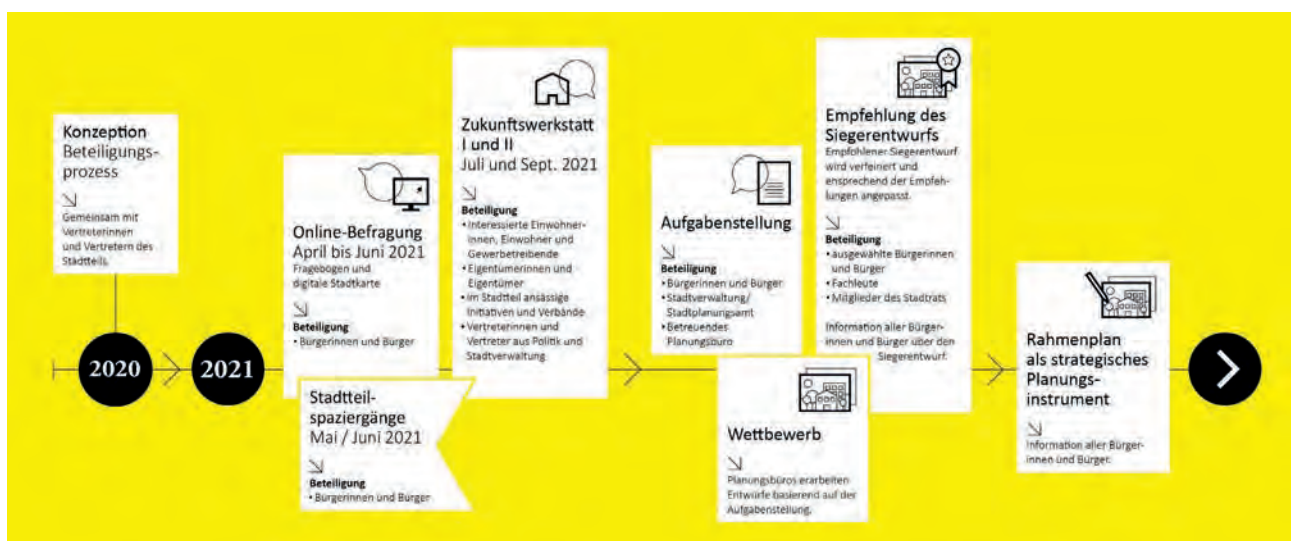 Konzeption
Beteiligungs-
prozess
Gemeinsam mit
Vertreterinnen
und Vertretern des
Stadtteils.
2020
2021
Online-Befragung
April bis Juni 2021
Fragebogen und
digitale Stadtkarte
Beteiligung
• Bürgerinnen und Bürger
Stadtteil-
spaziergänge
Mai / Juni 2021
Beteiligung
• Bürgerinnen und Bürger
Zukunftswerkstatt
I und II
Juli und Sept. 2021
Beteiligung
• Interessierte Einwohner-
innen, Einwohner und
Gewerbetreibende
• Eigentümerinnen und
Eigentümer
• Im Stadtteil ansässige
Initiativen und Verbände
• Vertreterinnen und
Vertreter aus Politik und
Stadtverwaltung
Aufgabenstellung
Beteiligung
• Bürgerinnen und Bürger
• Stadtverwaltung/
Stadtplanungsamt
• Betreuendes
Planungsbüro
Wettbewerb
Planungsbüros erarbeiten
Entwürfe basierend auf der
Aufgabenstellung.
Empfehlung des
Siegerentwurfs
Empfohlener Siegerentwurf
wird verfeinert und
ensprechend der Empfeh-
lungen angepasst.
Beteiligung
• ausgewählte Bürgerinnen
und Bürger
• Fachleute
• Mitglieder des Stadtrats
Information aller Bürger-
innen und Bürger über den
Siegerentwurf.
Rahmenplan
als strategisches
Planungs-
instrument
Information aller Bürger-
innen und Bürger.